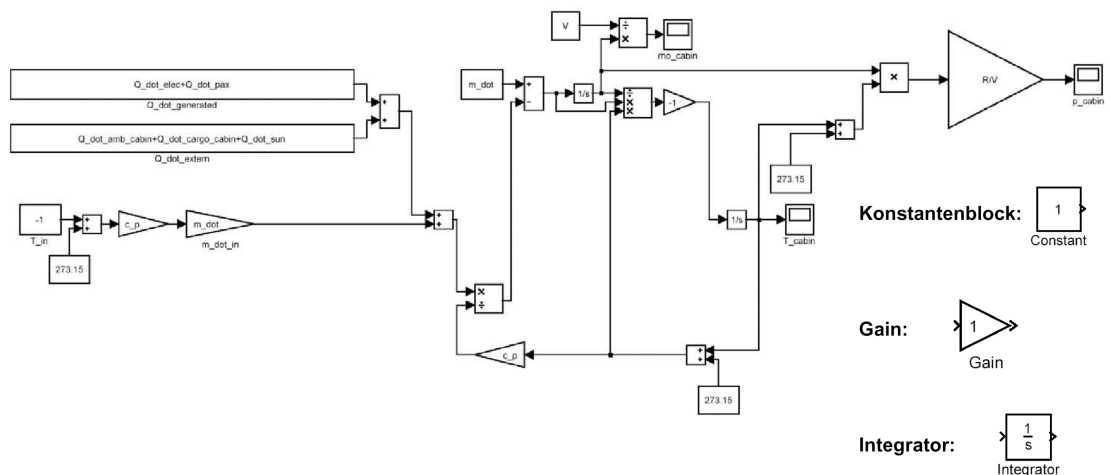 V
÷
×
rho_cabin
Q_dot_elec+Q_dot_pax
Q_dot_generated
+
+
m_dot
+
−
1/s
÷
×
×
-1
×
R/V
p_cabin
Q_dot_amb_cabin+Q_dot_cargo_cabin+Q_dot_sun
Q_dot_extern
+
+
273.15
-1
T_in
+
+
c_p
m_dot
m_dot_in
+
+
1/s
T_cabin
273.15
Konstantenblock:
1
Constant
×
÷
Gain:
1
Gain
c_p
+
+
273.15
Integrator:
1
s
Integrator